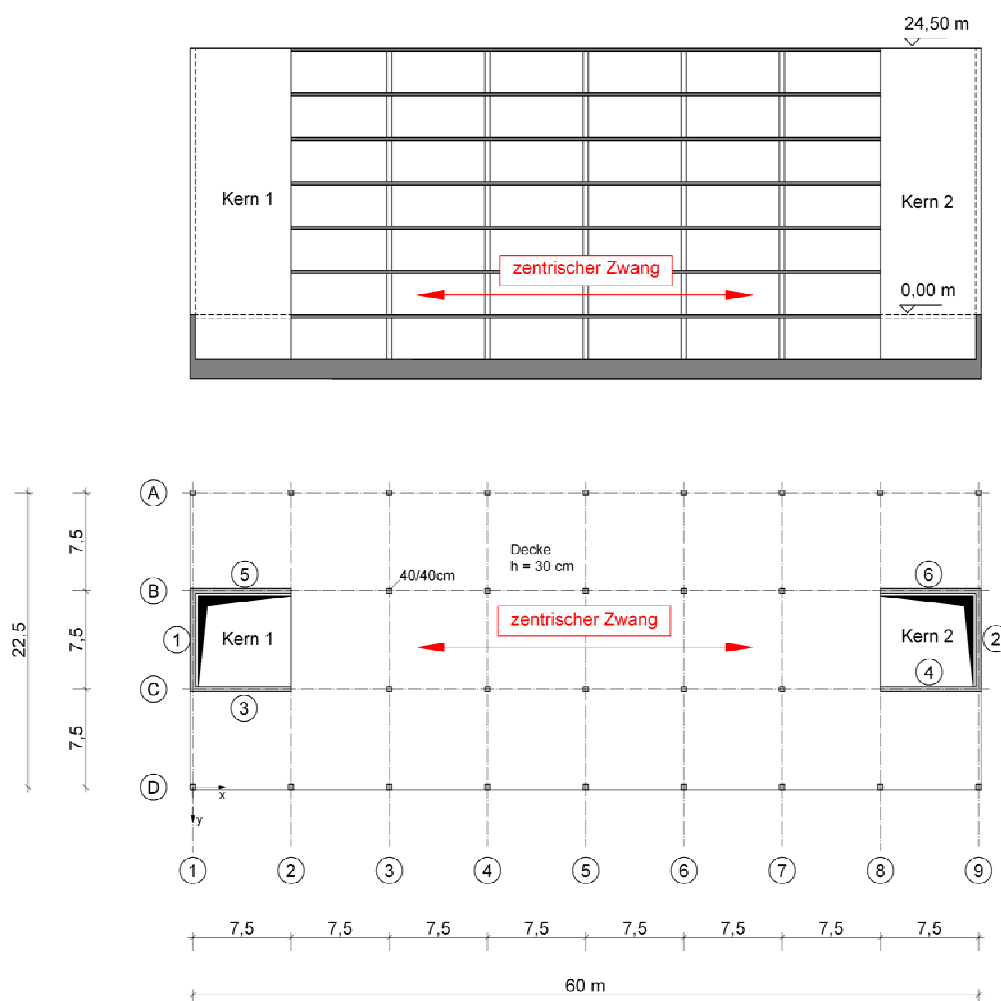 24,50 m
Kern 1
Kern 2
zentrischer Zwang
0,00 m
A
B
C
D
7,5
7,5
7,5
22,5
5
6
1
2
3
4
40/40cm
Decke
h = 30 cm
zentrischer Zwang
Kern 1
Kern 2
x
y
1
2
3
4
5
6
7
8
9
7,5
7,5
7,5
7,5
7,5
7,5
7,5
7,5
60 m